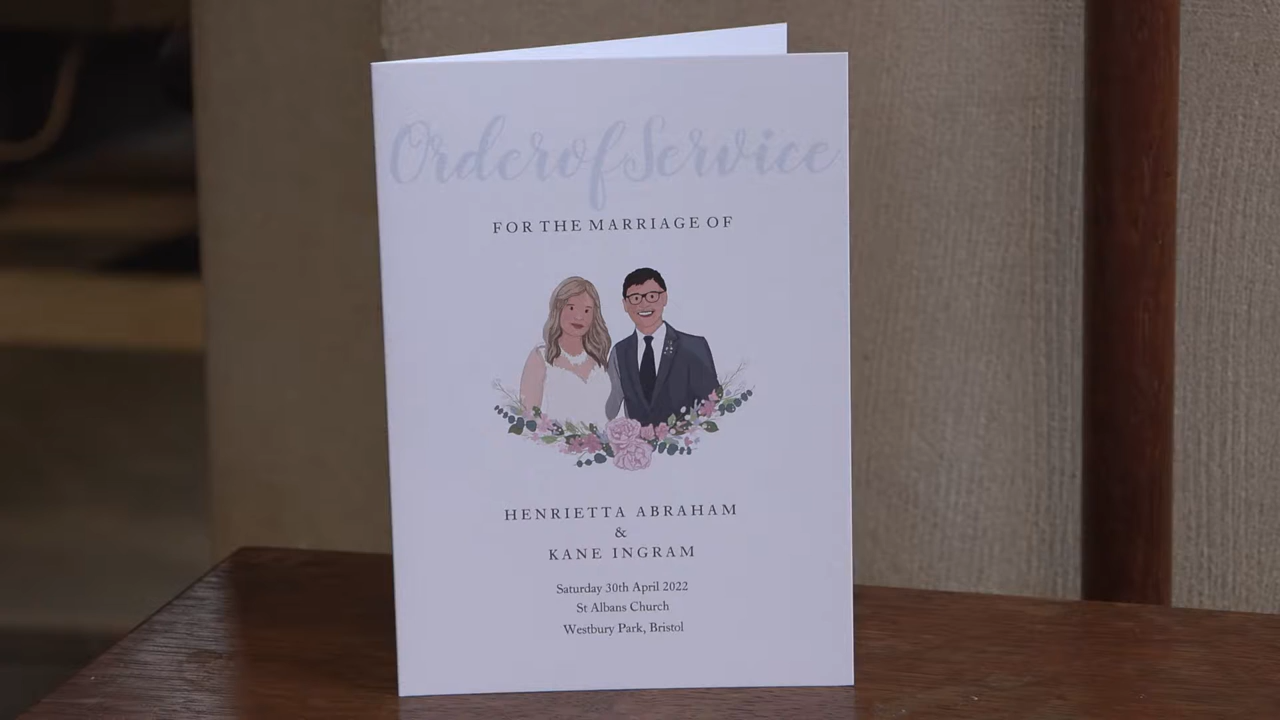 Order of Service
FOR THE MARRIAGE OF
HENRIETTA ABRAHAM
&
KANE INGRAM
Saturday 30th April 2022
St Albans Church
Westbury Park, Bristol